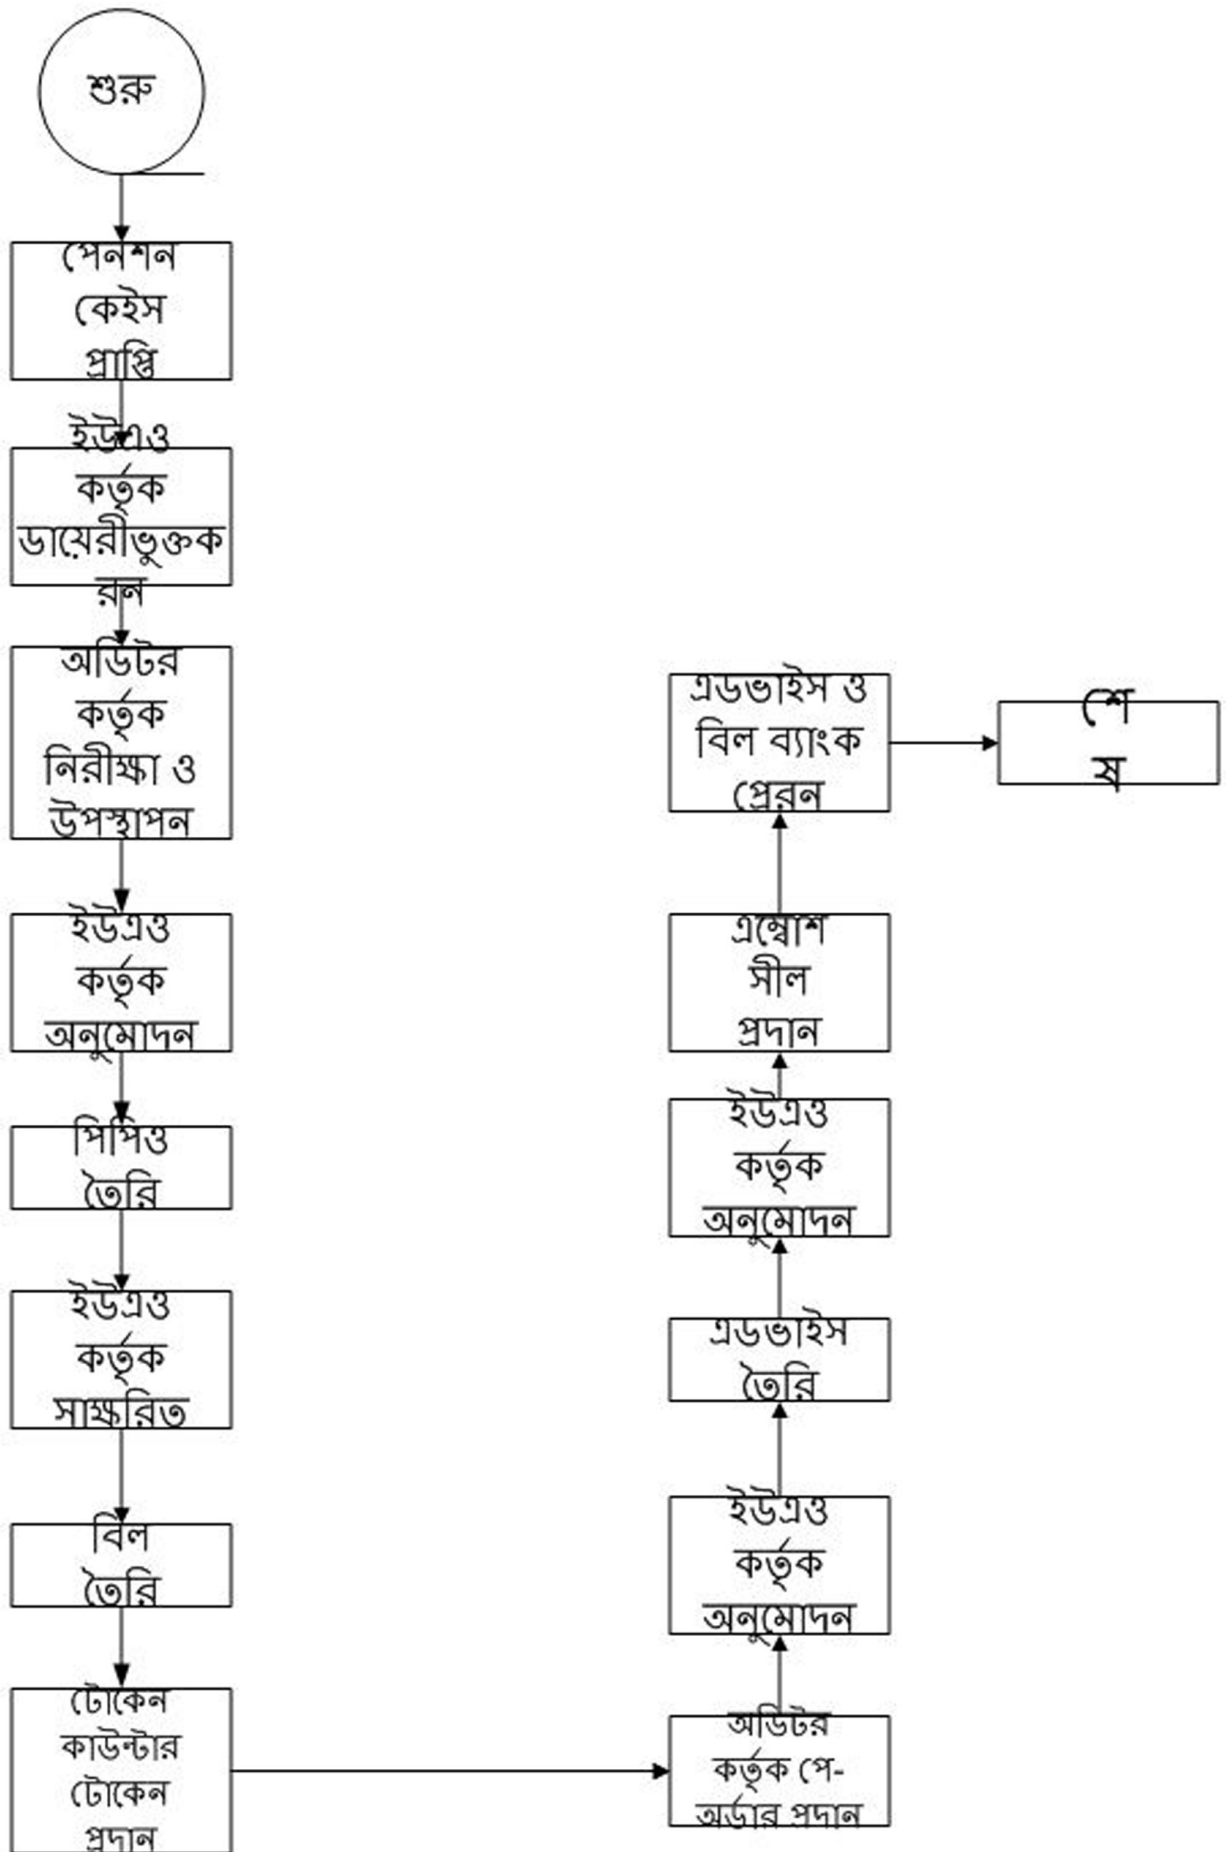 শুরু
পেনশন
কেইস
প্রাপ্তি
ইউএও
কর্তৃক
ডায়েরীভুক্তক
রন
অডিটর
কর্তৃক
নিরীক্ষা ও
উপস্থাপন
ইউএও
কর্তৃক
অনুমোদন
পিপিও
তৈরি
ইউএও
কর্তৃক
সাক্ষরিত
বিল
তৈরি
টোকেন
কাউন্টার
টোকেন
প্রদান
অডিটর
কর্তৃক পে-
অর্ডার প্রদান
ইউএও
কর্তৃক
অনুমোদন
এডভাইস
তৈরি
ইউএও
কর্তৃক
অনুমোদন
এম্বোশ
সীল
প্রদান
এডভাইস ও
বিল ব্যাংক
প্রেরন
শে
ষ